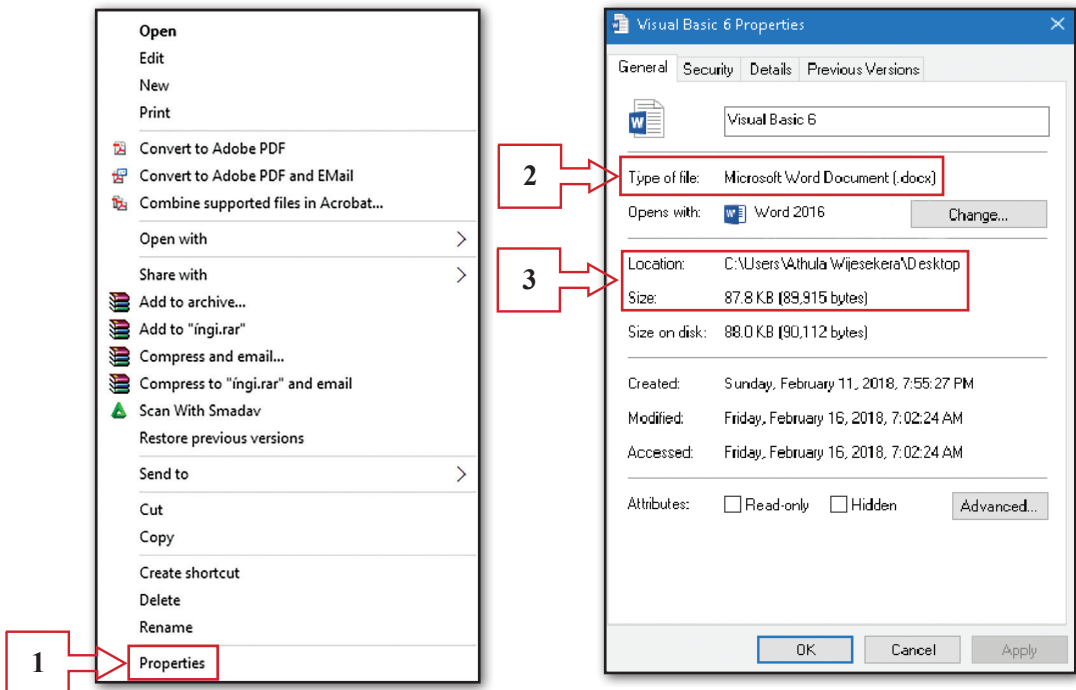 Open
Edit
New
Print
Convert to Adobe PDF
Convert to Adobe PDF and EMail
Combine supported files in Acrobat...
Open with
Share with
Add to archive...
Add to "íngi.rar"
Compress and email...
Compress to "íngi.rar" and email
Scan With Smadav
Restore previous versions
Send to
Cut
Copy
Create shortcut
Delete
Rename
1
Properties
Visual Basic 6 Properties
General Security Details Previous Versions
Visual Basic 6
2
Type of file: Microsoft Word Document (.docx)
Opens with: Word 2016 Change...
3
Location: C:\Users\Athula Wijesekera\Desktop
Size: 87.8 KB (89,915 bytes)
Size on disk: 88.0 KB (90,112 bytes)
Created: Sunday, February 11, 2018, 7:55:27 PM
Modified: Friday, February 16, 2018, 7:02:24 AM
Accessed: Friday, February 16, 2018, 7:02:24 AM
Attributes: Read-only Hidden Advanced...
OK Cancel Apply